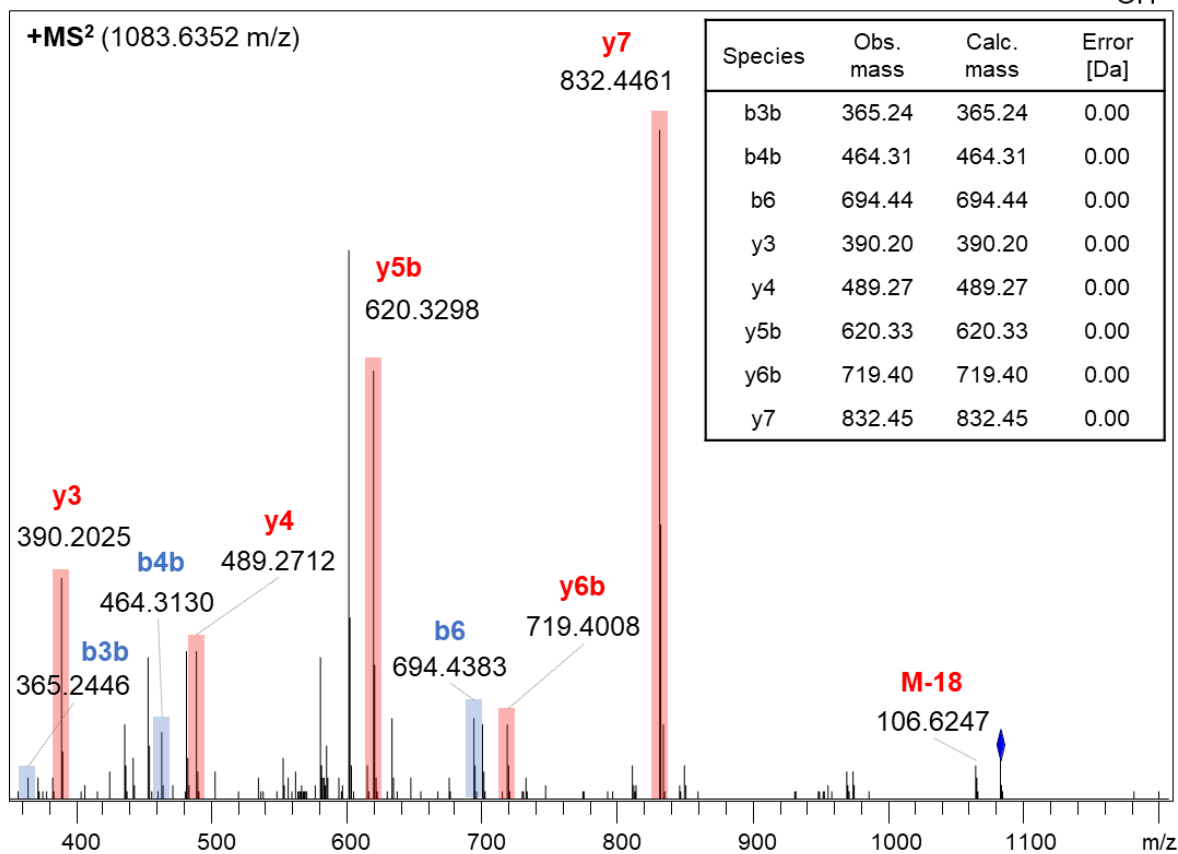 OH
+MS² (1083.6352 m/z)
y7
832.4461
Species Obs. mass Calc. mass Error [Da]
b3b 365.24 365.24 0.00
b4b 464.31 464.31 0.00
b6 694.44 694.44 0.00
y3 390.20 390.20 0.00
y4 489.27 489.27 0.00
y5b 620.33 620.33 0.00
y6b 719.40 719.40 0.00
y7 832.45 832.45 0.00
y5b
620.3298
y3
390.2025
y4
489.2712
b4b
464.3130
b3b
365.2446
b6
694.4383
y6b
719.4008
M-18
106.6247
400 500 600 700 800 900 1000 1100 m/z